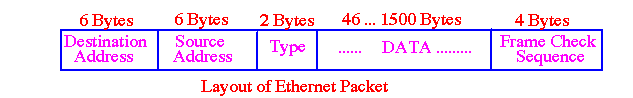 6 Bytes 6 Bytes 2 Bytes 46 ... 1500 Bytes 4 Bytes
Destination Source Type ...... DATA ......... Frame Check
Address Address Sequence
Layout of Ethernet Packet